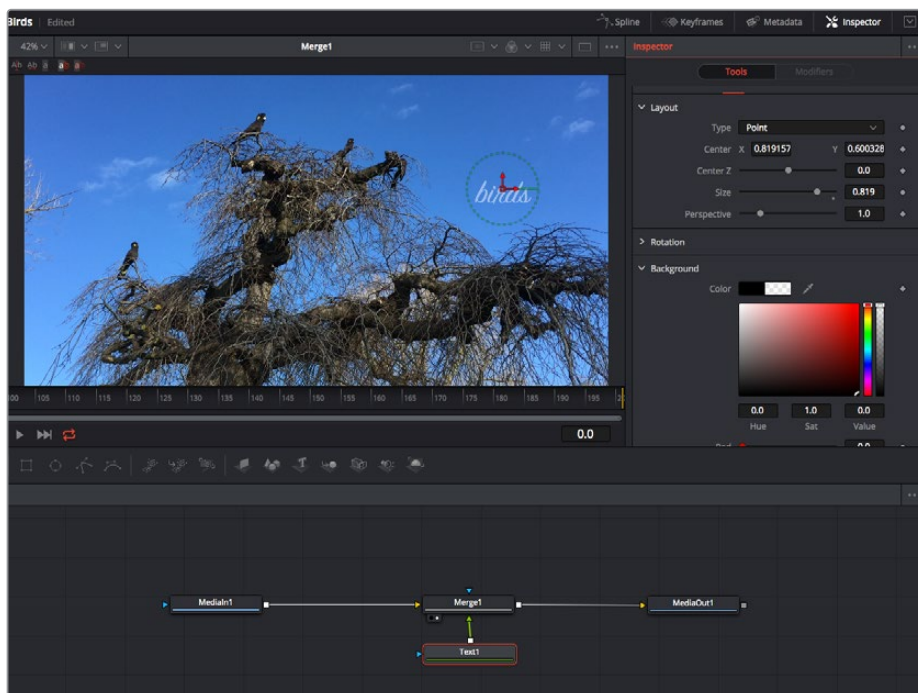 Birds Edited Spline Keyframes Metadata Inspector
42% Merge1 Inspector
Tools Modifiers
Layout
Type Point
Center X 0.819157 Y 0.600328
Center Z 0.0
Size 0.819
Perspective 1.0
Rotation
Background
Color
0.0 1.0 0.0
Hue Sat Value
birds
105 110 115 120 125 130 135 140 145 150 155 160 165 170 175 180 185 190 195
0.0
MediaIn1 Merge1 MediaOut1
Text1